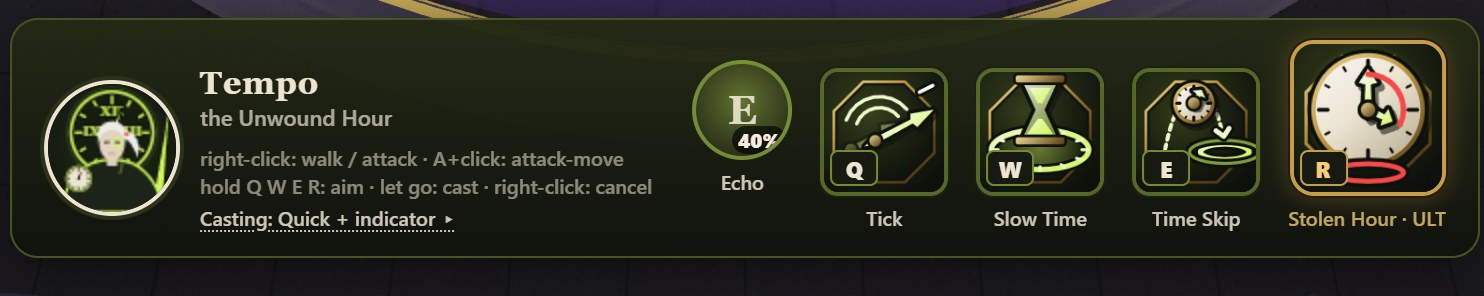 Tempo
the Unwound Hour
right-click: walk / attack · A+click: attack-move
hold Q W E R: aim · let go: cast · right-click: cancel
Casting: Quick + indicator ▸
E
40%
Echo
Q
Tick
W
Slow Time
E
Time Skip
R
Stolen Hour · ULT